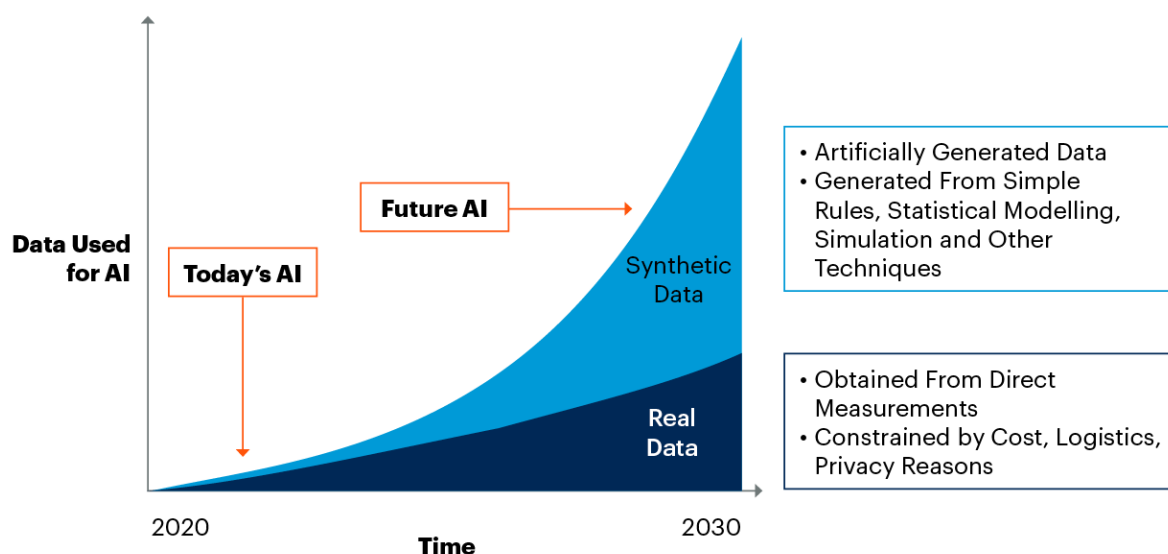 • Artificially Generated Data
• Generated From Simple
Rules, Statistical Modelling,
Simulation and Other
Techniques
Future AI
Data Used
for AI
Today's AI
Synthetic
Data
• Obtained From Direct
Measurements
• Constrained by Cost, Logistics,
Privacy Reasons
Real
Data
2020
2030
Time